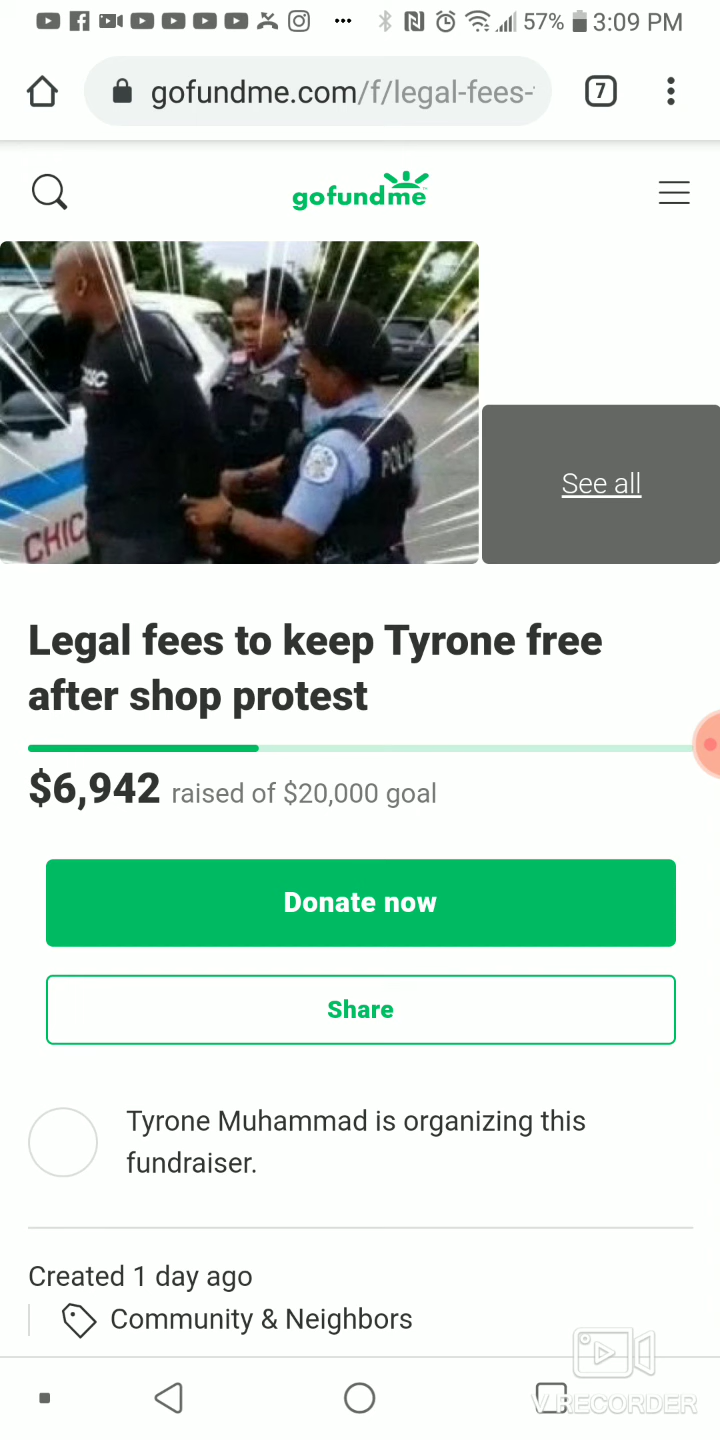 57% 3:09 PM
gofundme.com/f/legal-fees-
7
gofundme
CHIC
POLIC
See all
Legal fees to keep Tyrone free
after shop protest
$6,942 raised of $20,000 goal
Donate now
Share
Tyrone Muhammad is organizing this
fundraiser.
Created 1 day ago
Community & Neighbors
V RECORDER